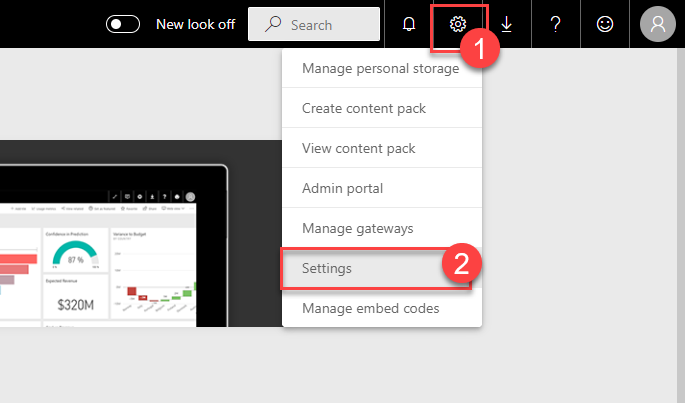 New look off
Search
1
Manage personal storage
Create content pack
View content pack
Admin portal
Manage gateways
Settings
2
Manage embed codes
Confidence in Prediction
87 %
Variance to Budget
Expected Revenue
$320M